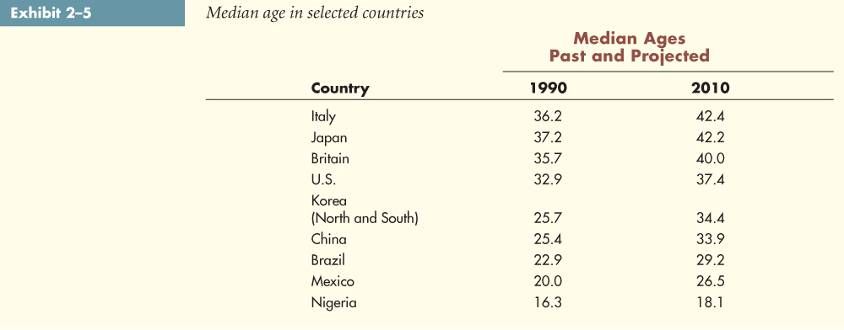 Exhibit 2–5 Median age in selected countries
Median Ages
Past and Projected
Country 1990 2010
Italy 36.2 42.4
Japan 37.2 42.2
Britain 35.7 40.0
U.S. 32.9 37.4
Korea
(North and South) 25.7 34.4
China 25.4 33.9
Brazil 22.9 29.2
Mexico 20.0 26.5
Nigeria 16.3 18.1